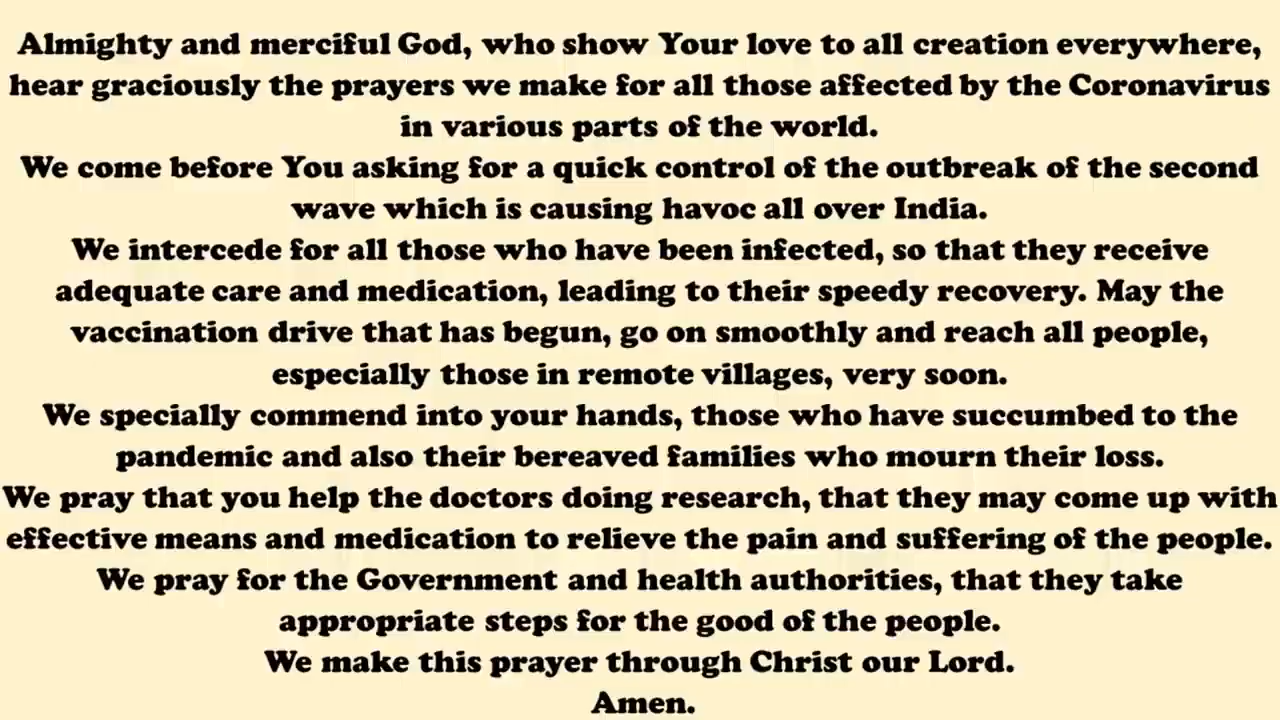 Almighty and merciful God, who show Your love to all creation everywhere,
hear graciously the prayers we make for all those affected by the Coronavirus
in various parts of the world.
We come before You asking for a quick control of the outbreak of the second
wave which is causing havoc all over India.
We intercede for all those who have been infected, so that they receive
adequate care and medication, leading to their speedy recovery. May the
vaccination drive that has begun, go on smoothly and reach all people,
especially those in remote villages, very soon.
We specially commend into your hands, those who have succumbed to the
pandemic and also their bereaved families who mourn their loss.
We pray that you help the doctors doing research, that they may come up with
effective means and medication to relieve the pain and suffering of the people.
We pray for the Government and health authorities, that they take
appropriate steps for the good of the people.
We make this prayer through Christ our Lord.
Amen.